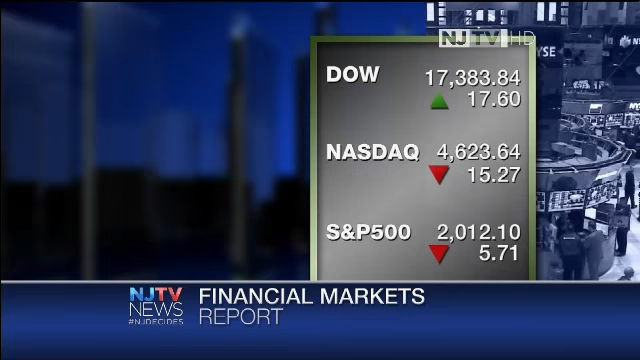 NJTV HD
YSE
DOW 17,383.84
17.60
NASDAQ 4,623.64
15.27
S&P500 2,012.10
5.71
NJTV
NEWS
#NJDECIDES
FINANCIAL MARKETS
REPORT